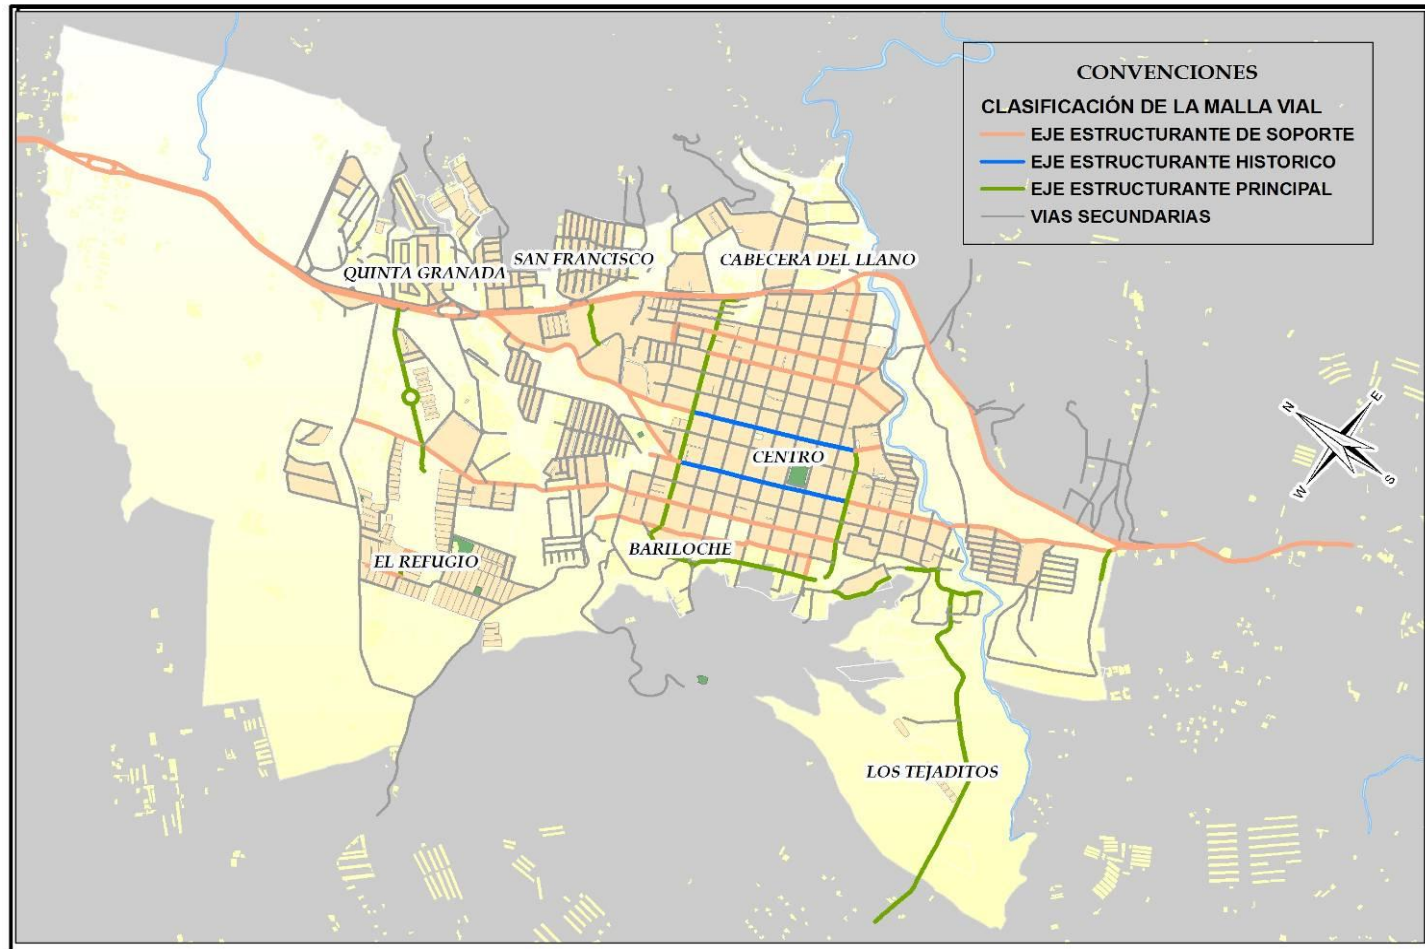 CONVENCIONES
CLASIFICACIÓN DE LA MALLA VIAL
EJE ESTRUCTURANTE DE SOPORTE
EJE ESTRUCTURANTE HISTORICO
EJE ESTRUCTURANTE PRINCIPAL
VIAS SECUNDARIAS
QUINTA GRANADA
SAN FRANCISCO
CABECERA DEL LLANO
N
E
W
S
CENTRO
BARILOCHE
EL REFUGIO
LOS TEJADITOS